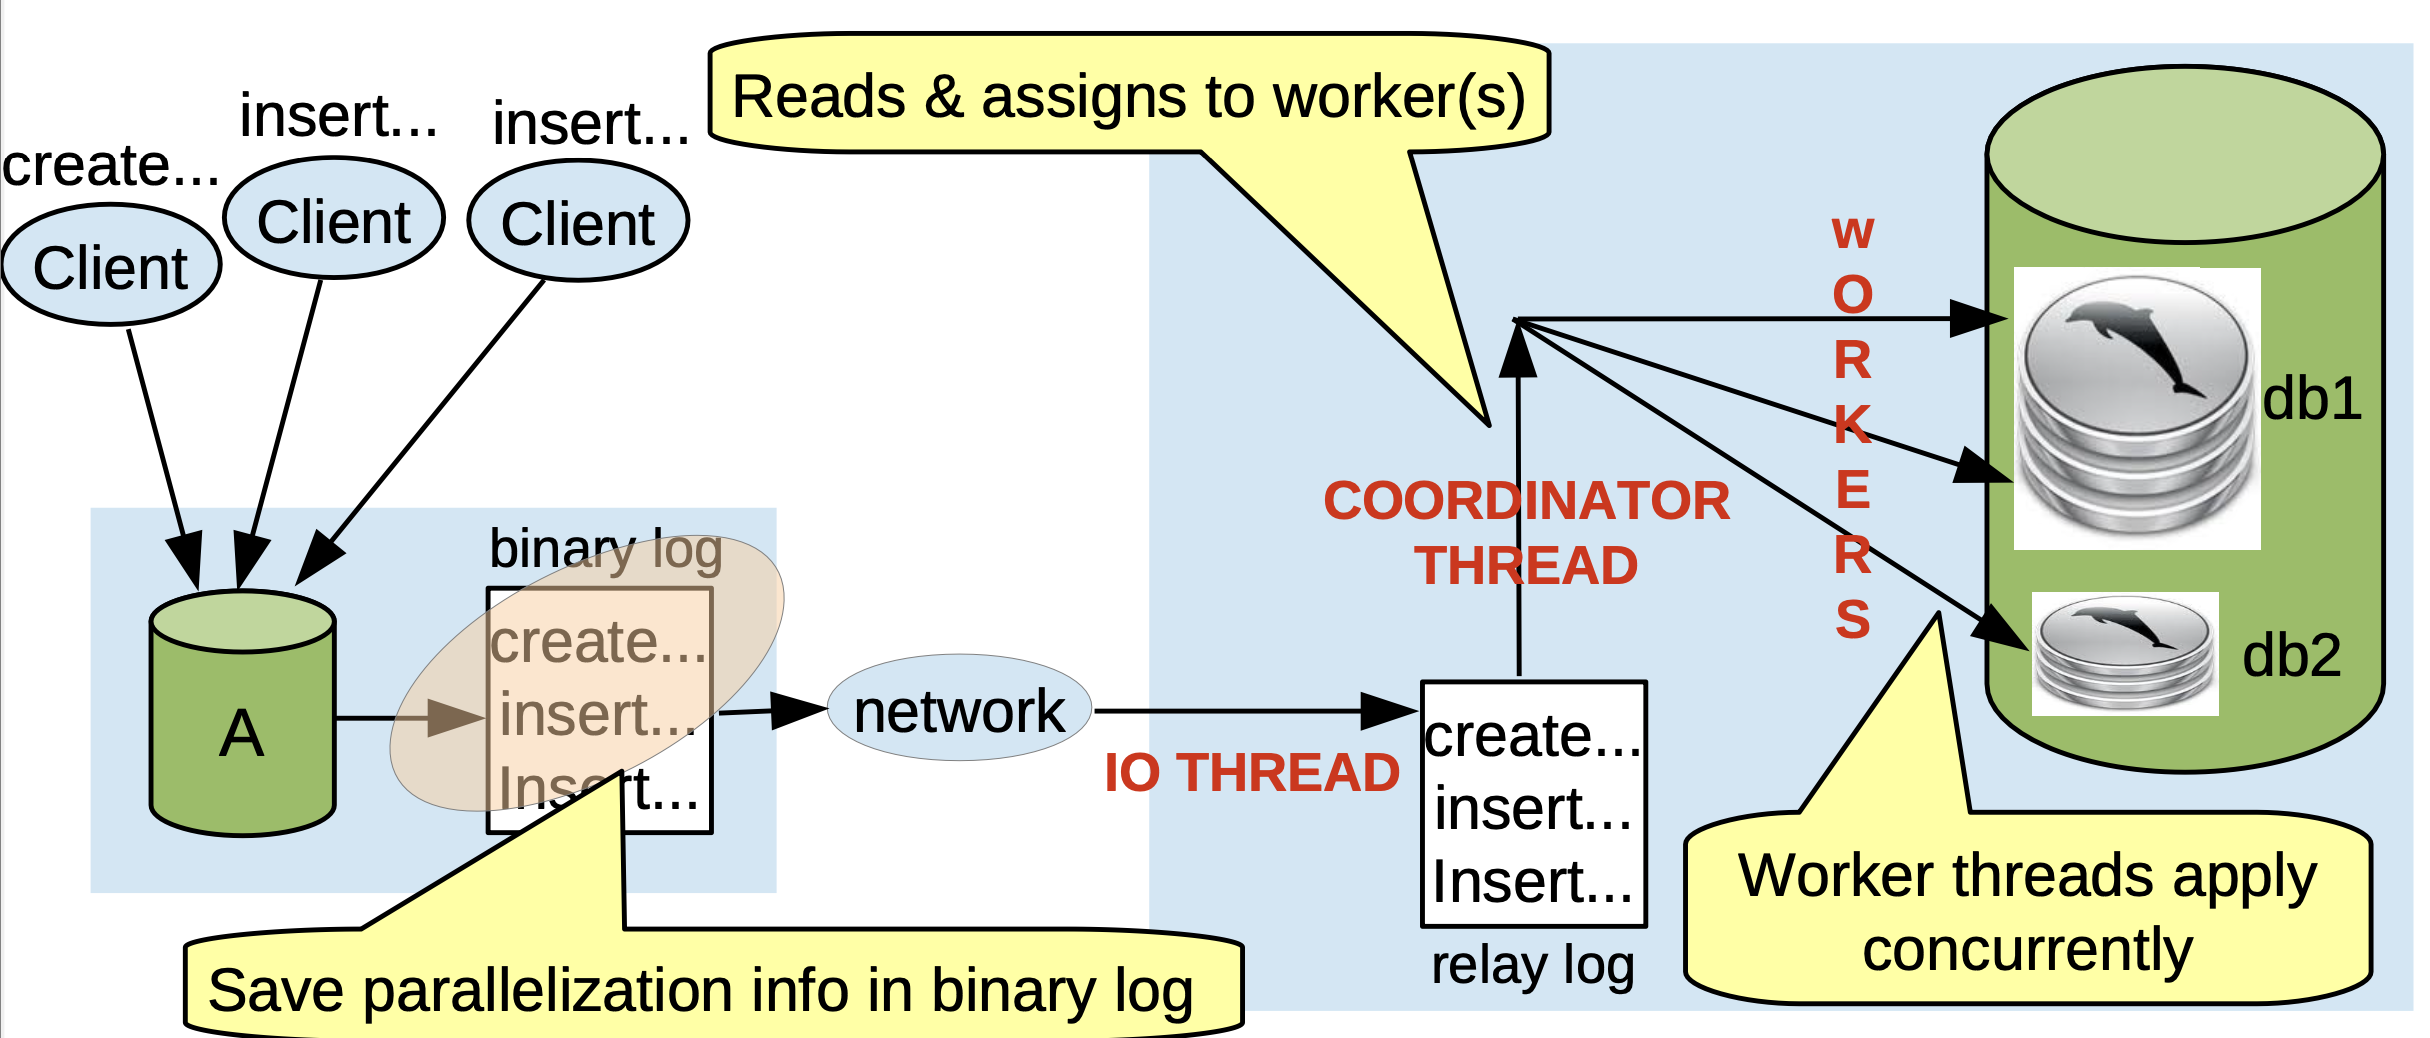 Reads & assigns to worker(s)
insert...
insert...
create...
Client
Client
Client
binary log
create...
insert...
Insert...
A
network
IO THREAD
COORDINATOR
THREAD
create...
insert...
Insert...
relay log
w
O
R
K
E
R
S
db1
db2
Worker threads apply
concurrently
Save parallelization info in binary log